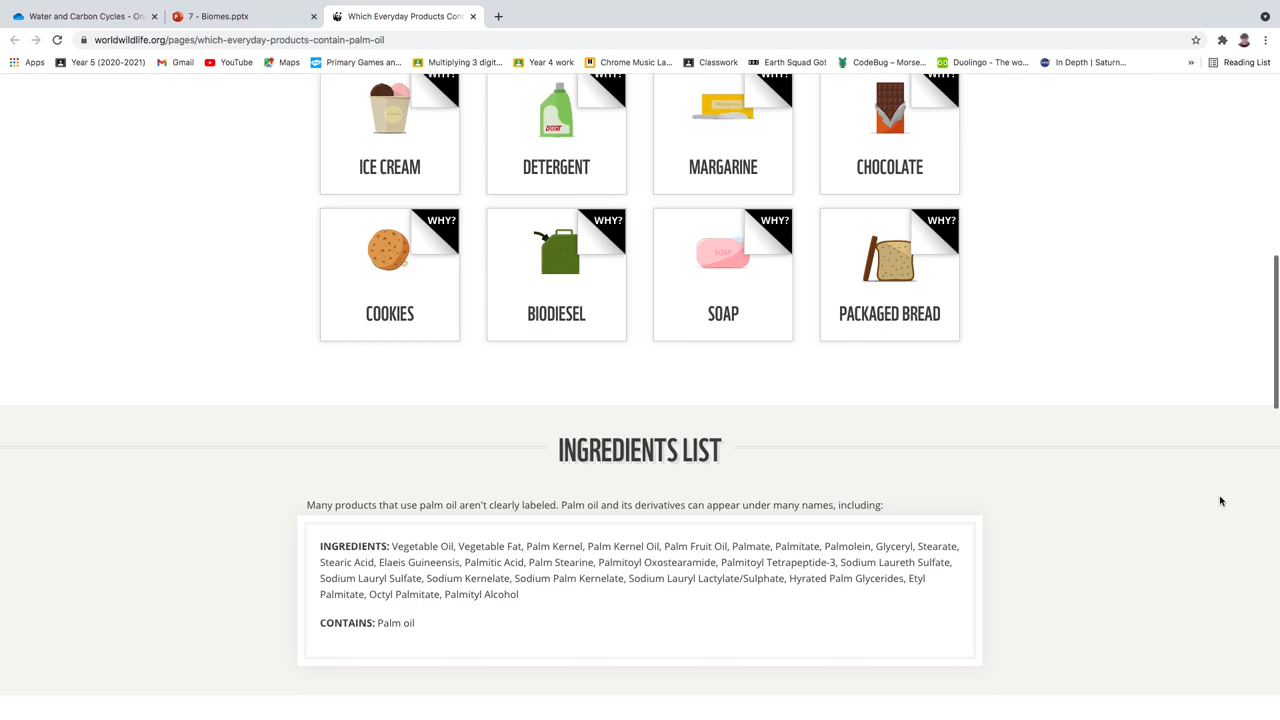 Water and Carbon Cycles - On
7 - Biomes.pptx
Which Everyday Products Con
worldwildlife.org/pages/which-everyday-products-contain-palm-oil
Apps
Year 5 (2020-2021)
Gmail
YouTube
Maps
Primary Games an...
Multiplying 3 digit...
Year 4 work
Chrome Music La...
Classwork
Earth Squad Go!
CodeBug – Morse...
Duolingo - The wo...
In Depth | Saturn...
»
Reading List
WHY? WHY? WHY? WHY?
ICE CREAM
DETERGENT
MARGARINE
CHOCOLATE
WHY? WHY? WHY? WHY?
SOAP
COOKIES
BIODIESEL
SOAP
PACKAGED BREAD
INGREDIENTS LIST
Many products that use palm oil aren't clearly labeled. Palm oil and its derivatives can appear under many names, including:
INGREDIENTS: Vegetable Oil, Vegetable Fat, Palm Kernel, Palm Kernel Oil, Palm Fruit Oil, Palmate, Palmitate, Palmolein, Glyceryl, Stearate,
Stearic Acid, Elaeis Guineensis, Palmitic Acid, Palm Stearine, Palmitoyl Oxostearamide, Palmitoyl Tetrapeptide-3, Sodium Laureth Sulfate,
Sodium Lauryl Sulfate, Sodium Kernelate, Sodium Palm Kernelate, Sodium Lauryl Lactylate/Sulphate, Hyrated Palm Glycerides, Etyl
Palmitate, Octyl Palmitate, Palmityl Alcohol
CONTAINS: Palm oil